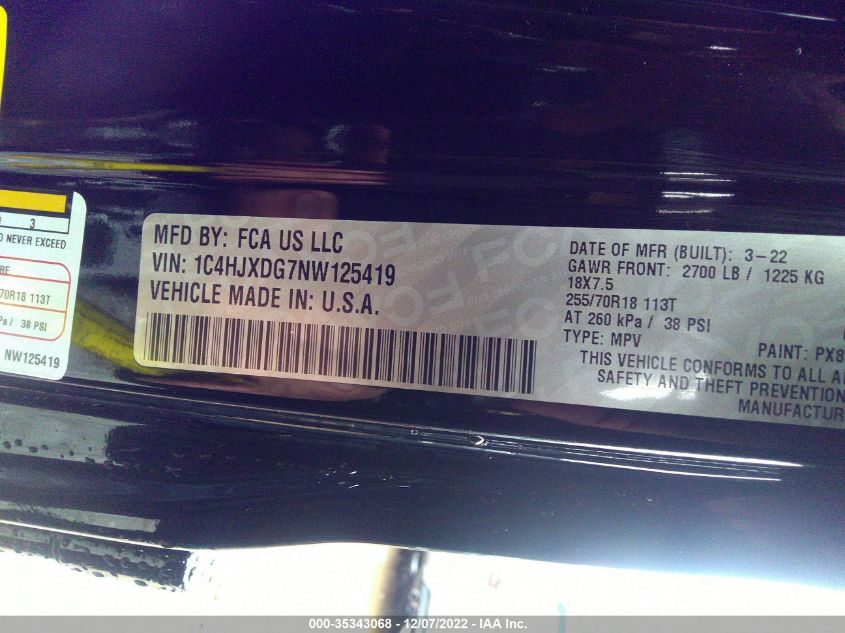 3
D NEVER EXCEED
RE
70R18 113T
Pa / 38 PSI
NW125419
MFD BY: FCA US LLC
VIN: 1C4HJXDG7NW125419
VEHICLE MADE IN: U.S.A.
DATE OF MFR (BUILT): 3-22
GAWR FRONT: 2700 LB / 1225 KG
18X7.5
255/70R18 113T
AT 260 kPa / 38 PSI
TYPE: MPV
PAINT: PX8
THIS VEHICLE CONFORMS TO ALL A
SAFETY AND THEFT PREVENTION
MANUFACTUR
000-35343068 - 12/07/2022 - IAA Inc.